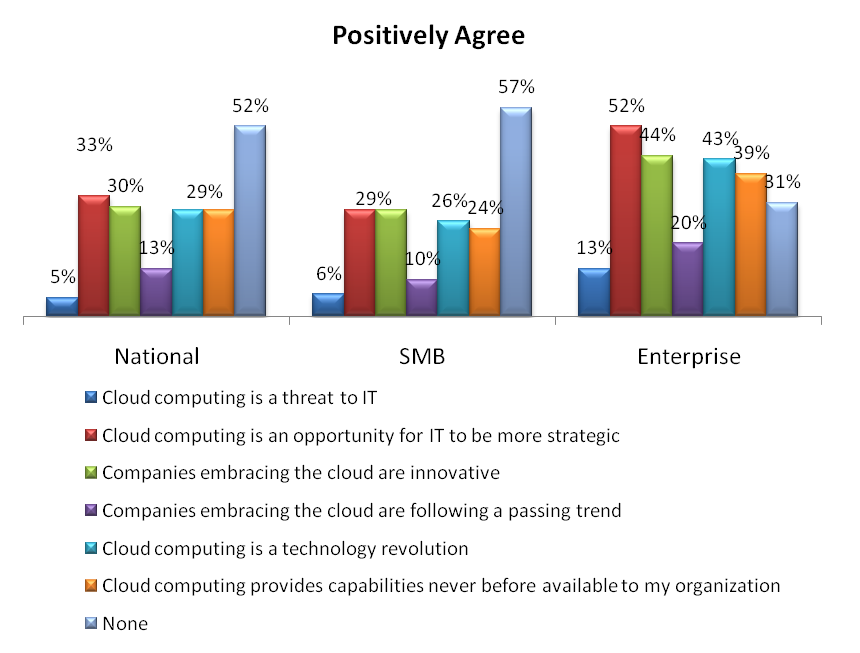 Positively Agree
5%
33%
30%
13%
29%
52%
6%
29%
10%
26%
24%
57%
13%
52%
44%
20%
43%
39%
31%
National
SMB
Enterprise
Cloud computing is a threat to IT
Cloud computing is an opportunity for IT to be more strategic
Companies embracing the cloud are innovative
Companies embracing the cloud are following a passing trend
Cloud computing is a technology revolution
Cloud computing provides capabilities never before available to my organization
None